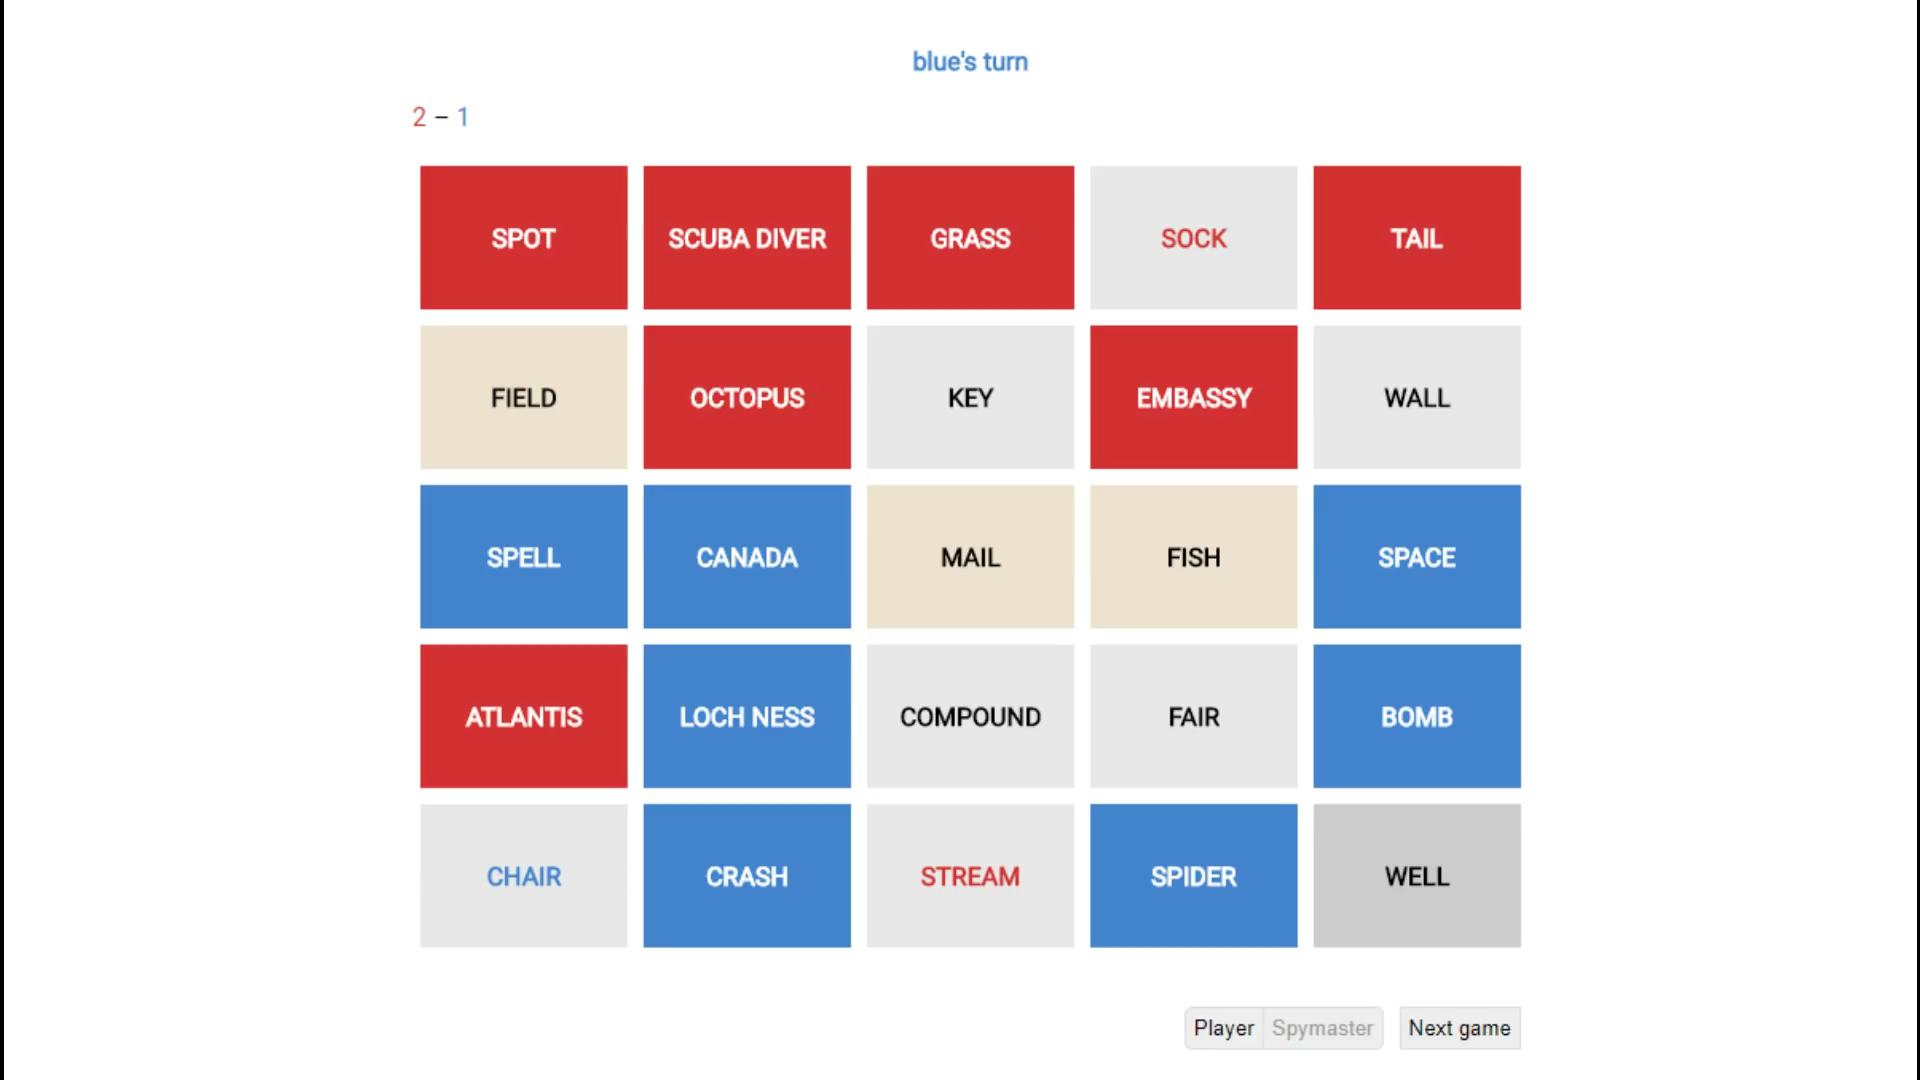 blue's turn
2 – 1
SPOT SCUBA DIVER GRASS SOCK TAIL
FIELD OCTOPUS KEY EMBASSY WALL
SPELL CANADA MAIL FISH SPACE
ATLANTIS LOCH NESS COMPOUND FAIR BOMB
CHAIR CRASH STREAM SPIDER WELL
Player Spymaster Next game